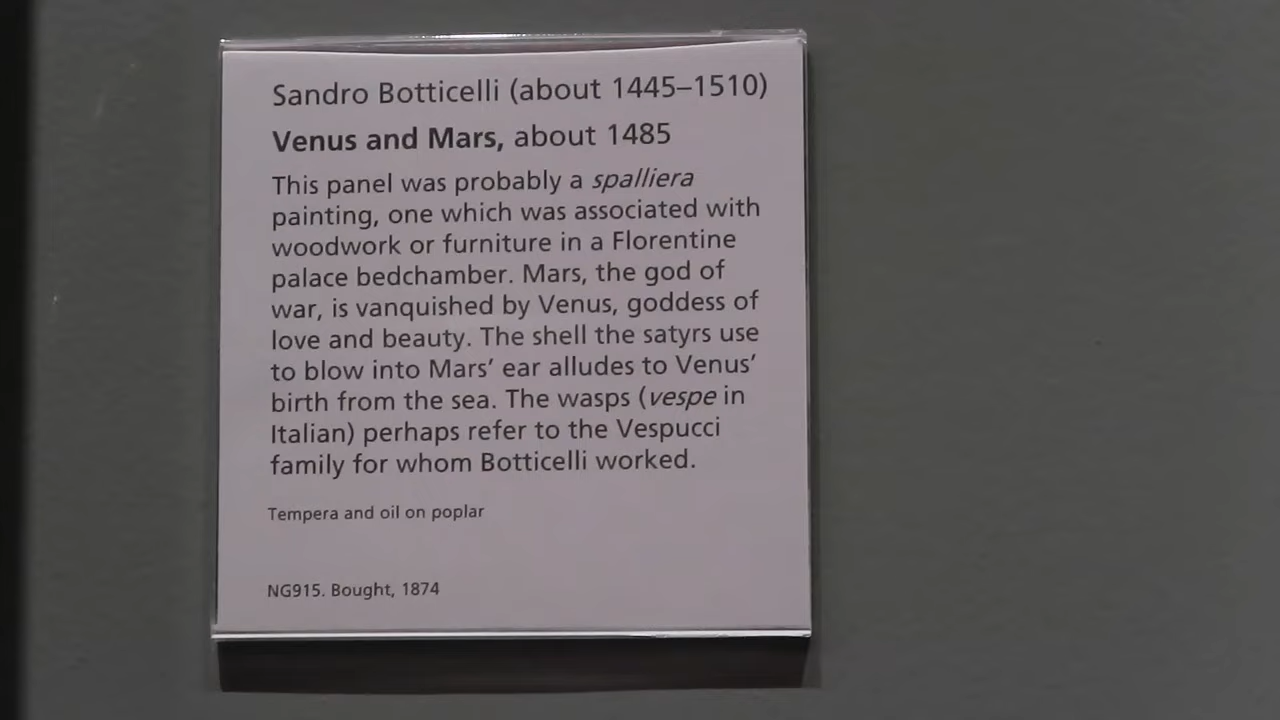 Sandro Botticelli (about 1445–1510)
Venus and Mars, about 1485
This panel was probably a spalliera
painting, one which was associated with
woodwork or furniture in a Florentine
palace bedchamber. Mars, the god of
war, is vanquished by Venus, goddess of
love and beauty. The shell the satyrs use
to blow into Mars’ ear alludes to Venus’
birth from the sea. The wasps (vespe in
Italian) perhaps refer to the Vespucci
family for whom Botticelli worked.
Tempera and oil on poplar
NG915. Bought, 1874